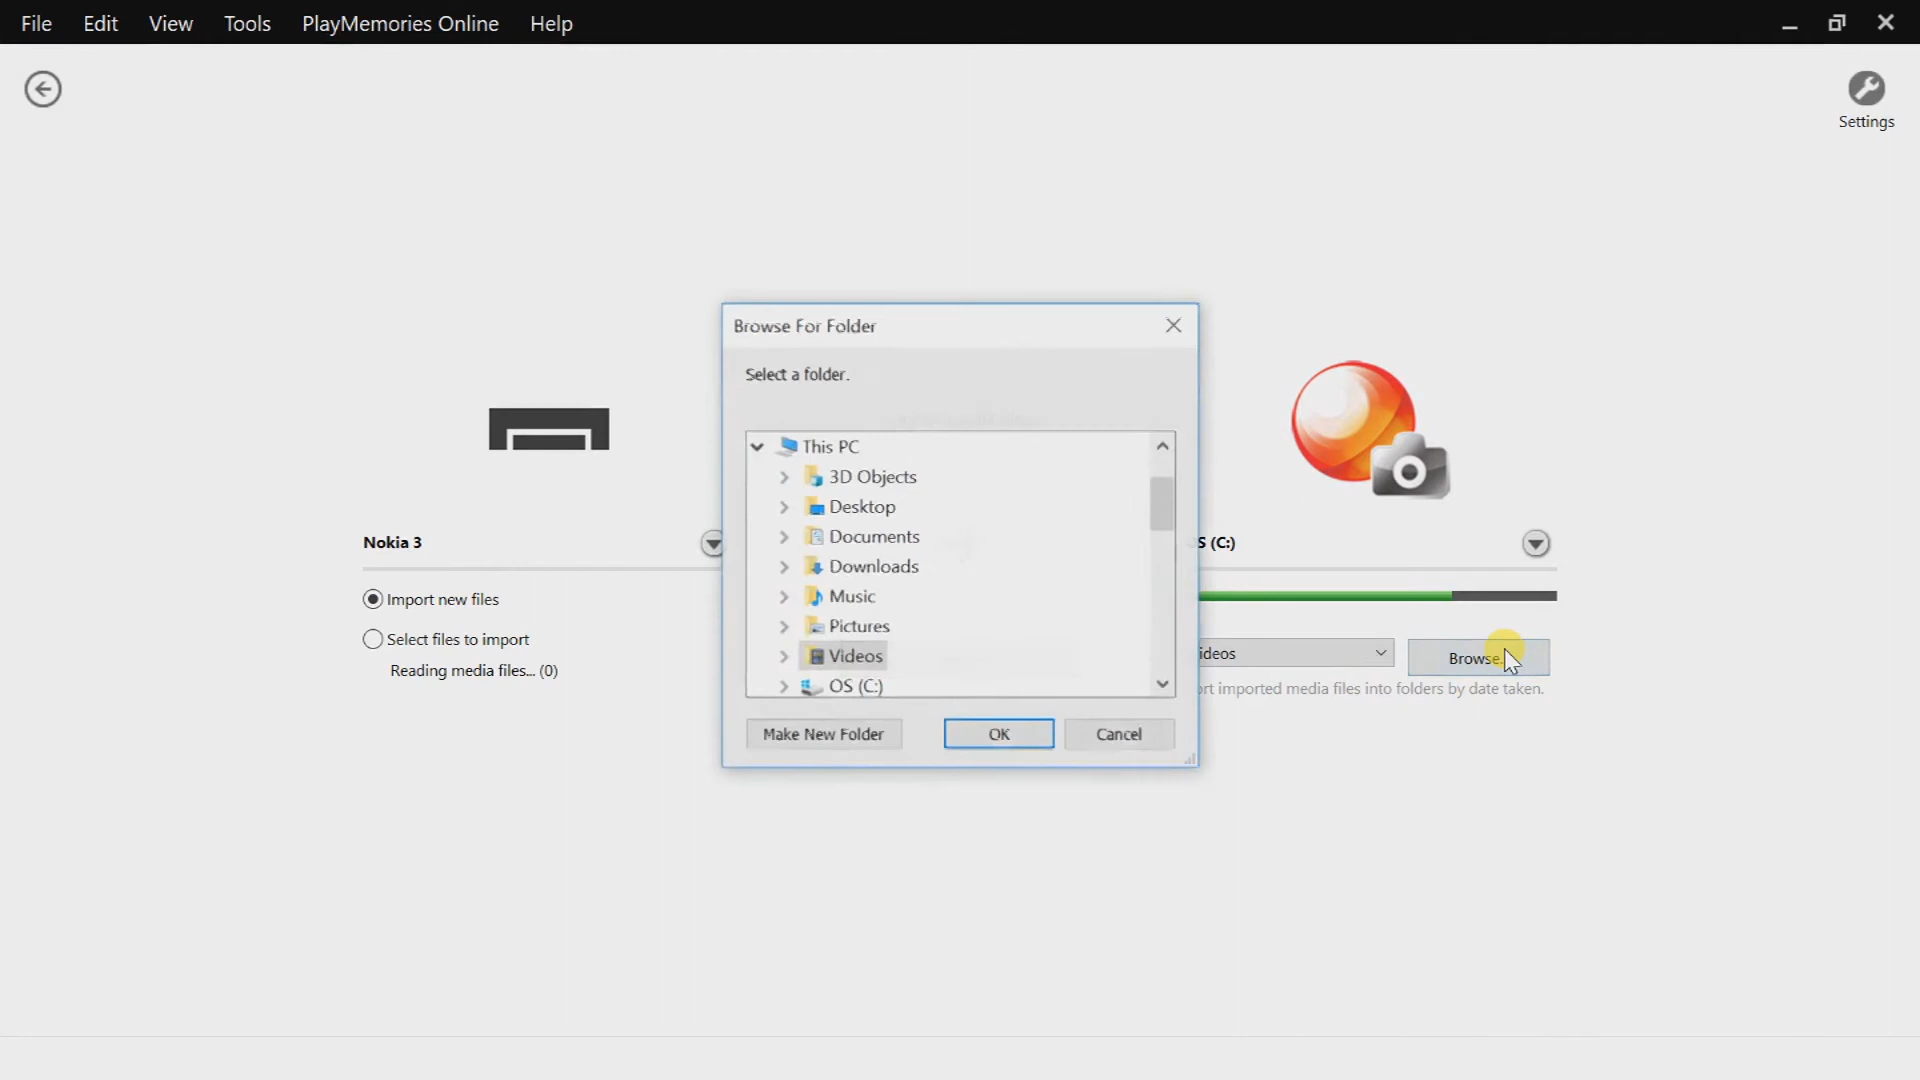 File Edit View Tools PlayMemories Online Help
Settings
Browse For Folder
Select a folder.
This PC
3D Objects
Desktop
Documents
Downloads
Music
Pictures
Videos
OS (C:)
Make New Folder OK Cancel
Nokia 3
Import new files
Select files to import
Reading media files... (0)
S (C:)
ideos
Browse...
rt imported media files into folders by date taken.